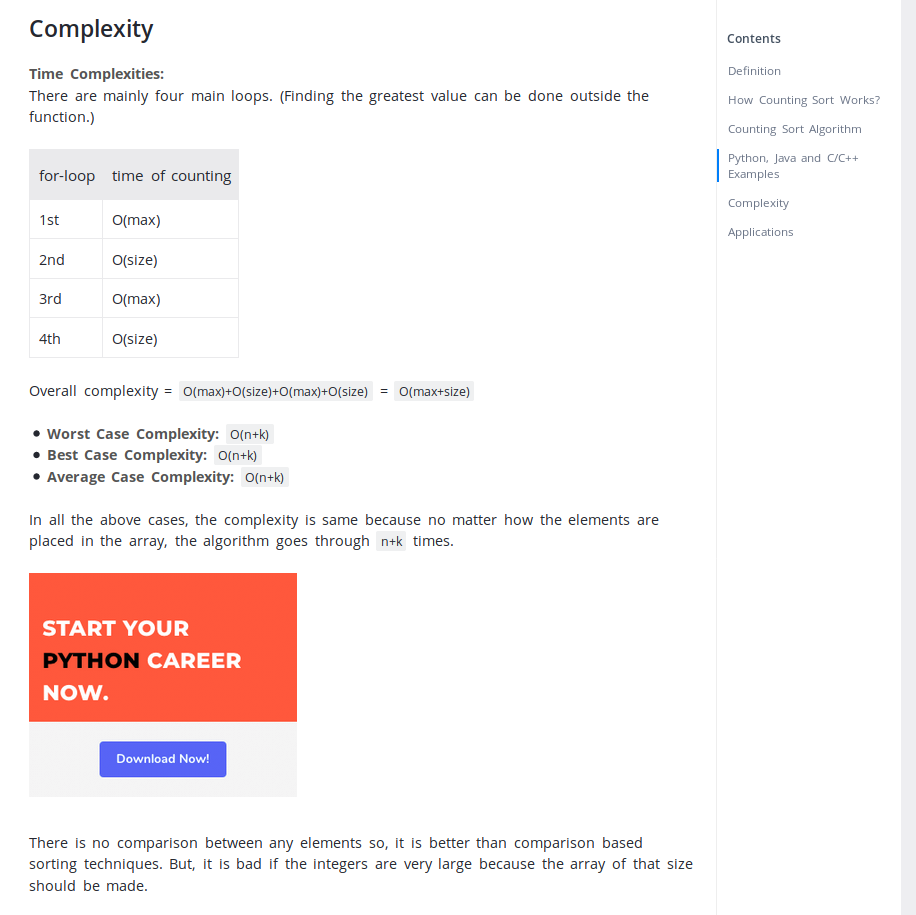 Complexity
Time Complexities:
There are mainly four main loops. (Finding the greatest value can be done outside the
function.)
for-loop time of counting
1st O(max)
2nd O(size)
3rd O(max)
4th O(size)
Overall complexity = O(max)+O(size)+O(max)+O(size) = O(max+size)
• Worst Case Complexity: O(n+k)
• Best Case Complexity: O(n+k)
• Average Case Complexity: O(n+k)
In all the above cases, the complexity is same because no matter how the elements are
placed in the array, the algorithm goes through n+k times.
START YOUR
PYTHON CAREER
NOW.
Download Now!
There is no comparison between any elements so, it is better than comparison based
sorting techniques. But, it is bad if the integers are very large because the array of that size
should be made.
Contents
Definition
How Counting Sort Works?
Counting Sort Algorithm
Python, Java and C/C++
Examples
Complexity
Applications